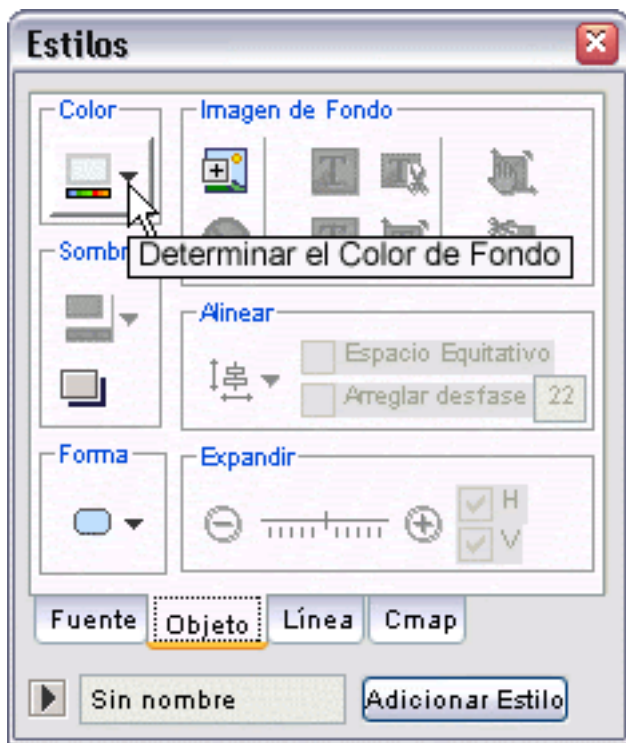 Estilos
Color
Imagen de Fondo
Determinar el Color de Fondo
Alinear
Espacio Equitativo
Arreglar desfase 22
Forma
Expandir
H
V
Fuente Objeto Línea Cmap
Sin nombre Adicionar Estilo